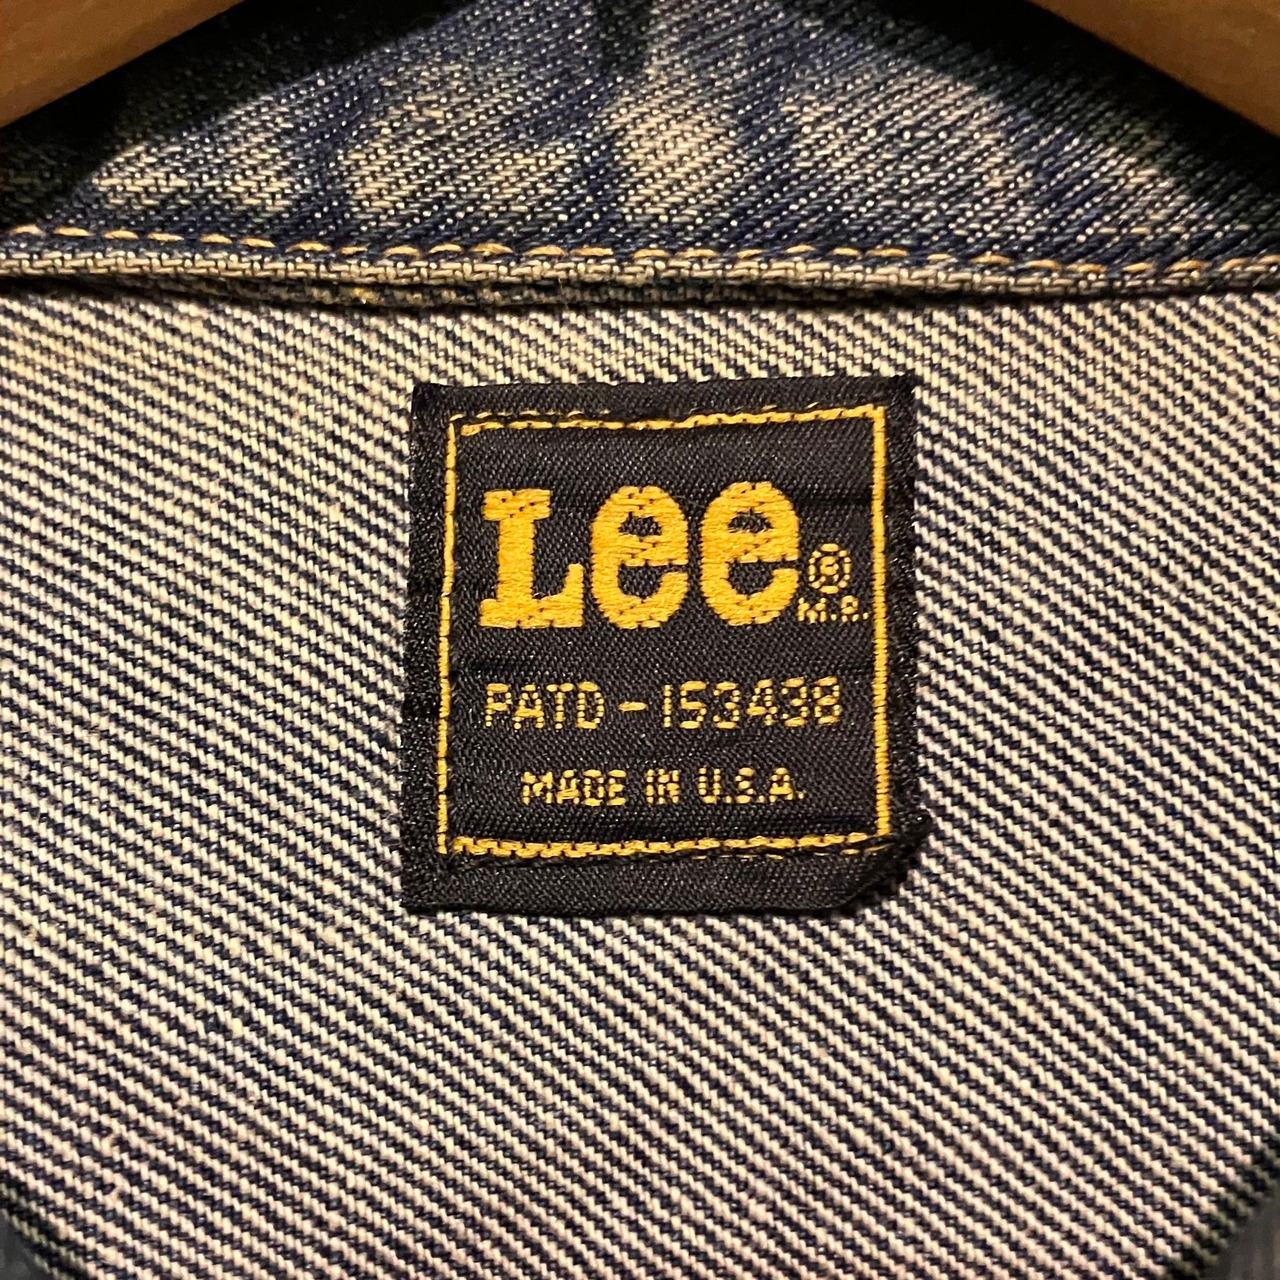 Lee®
M.R.
PATD-153438
MADE IN U.S.A.